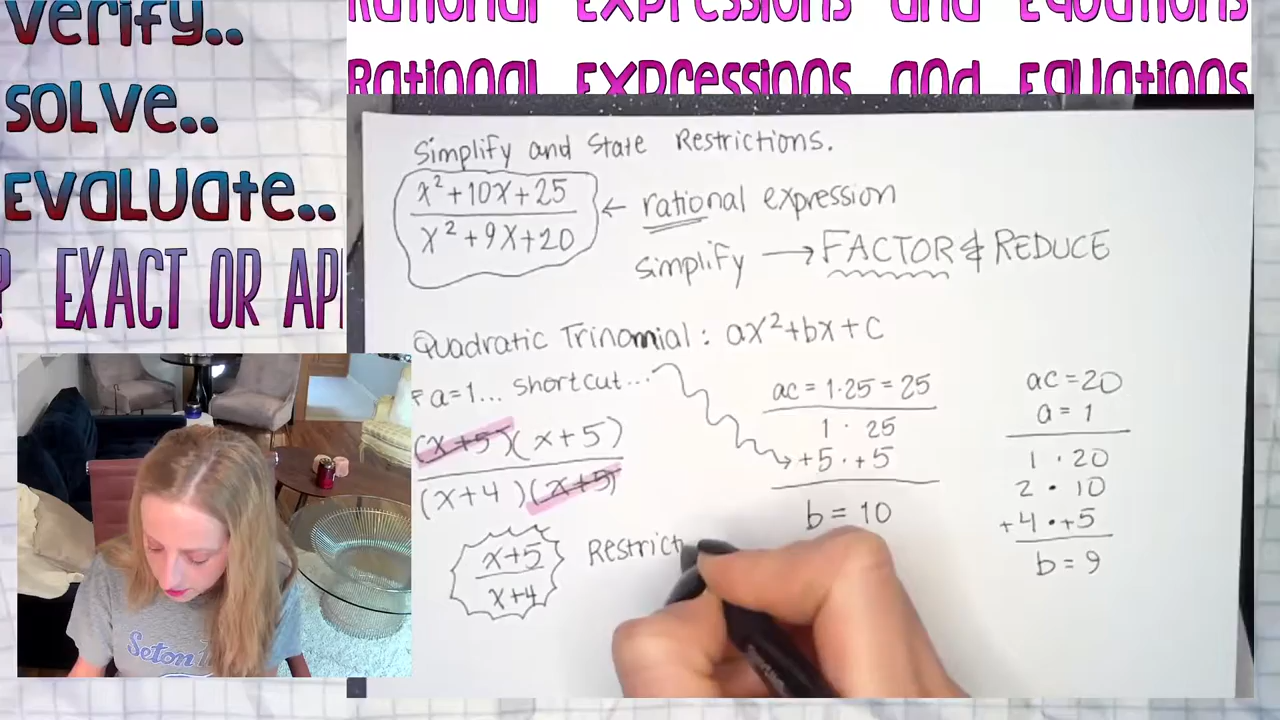 Rational Expressions and Equations
Rational Expressions and Equations
verify..
solve..
Evaluate..
? EXACT OR AP
Simplify and State Restrictions.
x²+10x+25
x²+9x+20
← rational expression
simplify → FACTOR & REDUCE
Quadratic Trinomial: ax²+bx+c
a=1... shortcut...
(x+5)(x+5)
(x+4)(x+5)
x+5
x+4
Restrict
ac = 1·25 = 25
1 · 25
+5 · +5
b = 10
ac = 20
a = 1
1 · 20
2 · 10
+4 · +5
b = 9
Seton